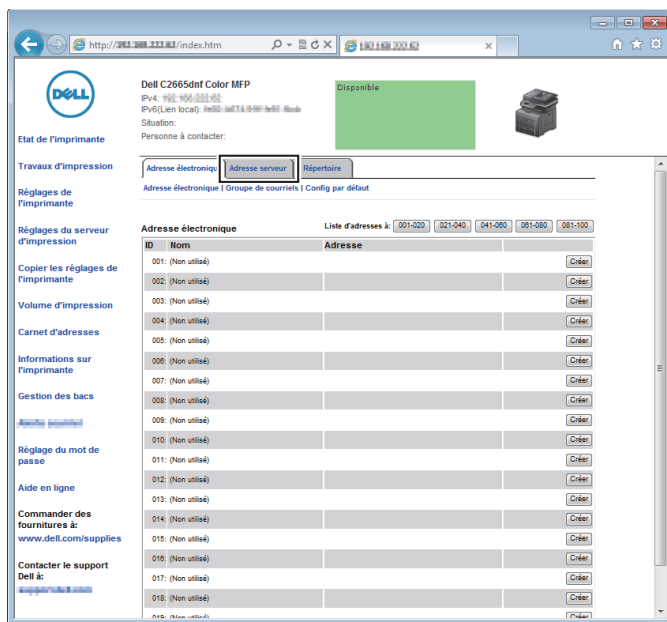 http://
/index.htm
DELL
Dell C2665dnf Color MFP
IPv4:
IPv6(Lien local):
Situation:
Personne à contacter:
Disponible
Etat de l'imprimante
Travaux d'impression
Réglages de
l'imprimante
Réglages du serveur
d'impression
Copier les réglages de
l'imprimante
Volume d'impression
Carnet d'adresses
Informations sur
l'imprimante
Gestion des bacs
Réglage du mot de
passe
Aide en ligne
Commander des
fournitures à:
www.dell.com/supplies
Contacter le support
Dell à:
Adresse électroniqu Adresse serveur Répertoire
Adresse électronique | Groupe de courriels | Config par défaut
Adresse électronique Liste d'adresses à: 001-020 021-040 041-060 061-080 081-100
ID Nom Adresse
001: (Non utilisé) Créer
002: (Non utilisé) Créer
003: (Non utilisé) Créer
004: (Non utilisé) Créer
005: (Non utilisé) Créer
006: (Non utilisé) Créer
007: (Non utilisé) Créer
008: (Non utilisé) Créer
009: (Non utilisé) Créer
010: (Non utilisé) Créer
011: (Non utilisé) Créer
012: (Non utilisé) Créer
013: (Non utilisé) Créer
014: (Non utilisé) Créer
015: (Non utilisé) Créer
016: (Non utilisé) Créer
017: (Non utilisé) Créer
018: (Non utilisé) Créer
019: (Non utilisé) Créer